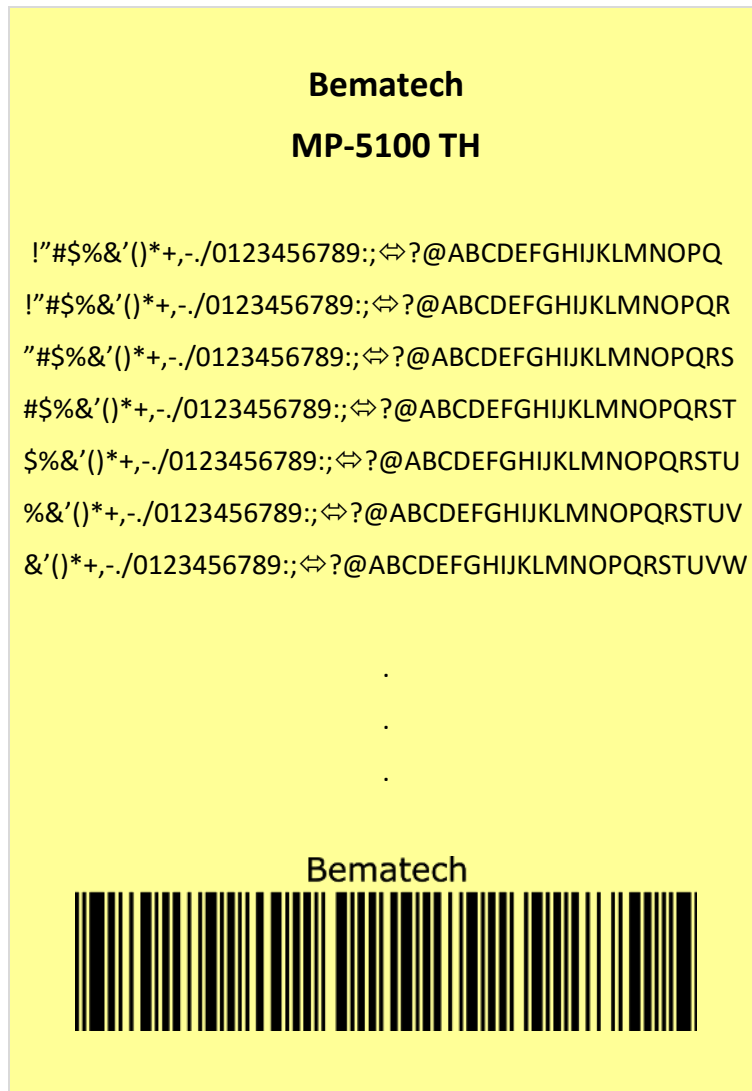 Bematech
MP-5100 TH
!”#$%&’()*+,-./0123456789:;⬄?@ABCDEFGHIJKLMNOPQ
!”#$%&’()*+,-./0123456789:;⬄?@ABCDEFGHIJKLMNOPQR
”#$%&’()*+,-./0123456789:;⬄?@ABCDEFGHIJKLMNOPQRS
#$%&’()*+,-./0123456789:;⬄?@ABCDEFGHIJKLMNOPQRST
$%&’()*+,-./0123456789:;⬄?@ABCDEFGHIJKLMNOPQRSTU
%&’()*+,-./0123456789:;⬄?@ABCDEFGHIJKLMNOPQRSTUV
&’()*+,-./0123456789:;⬄?@ABCDEFGHIJKLMNOPQRSTUVW
.
.
.
Bematech